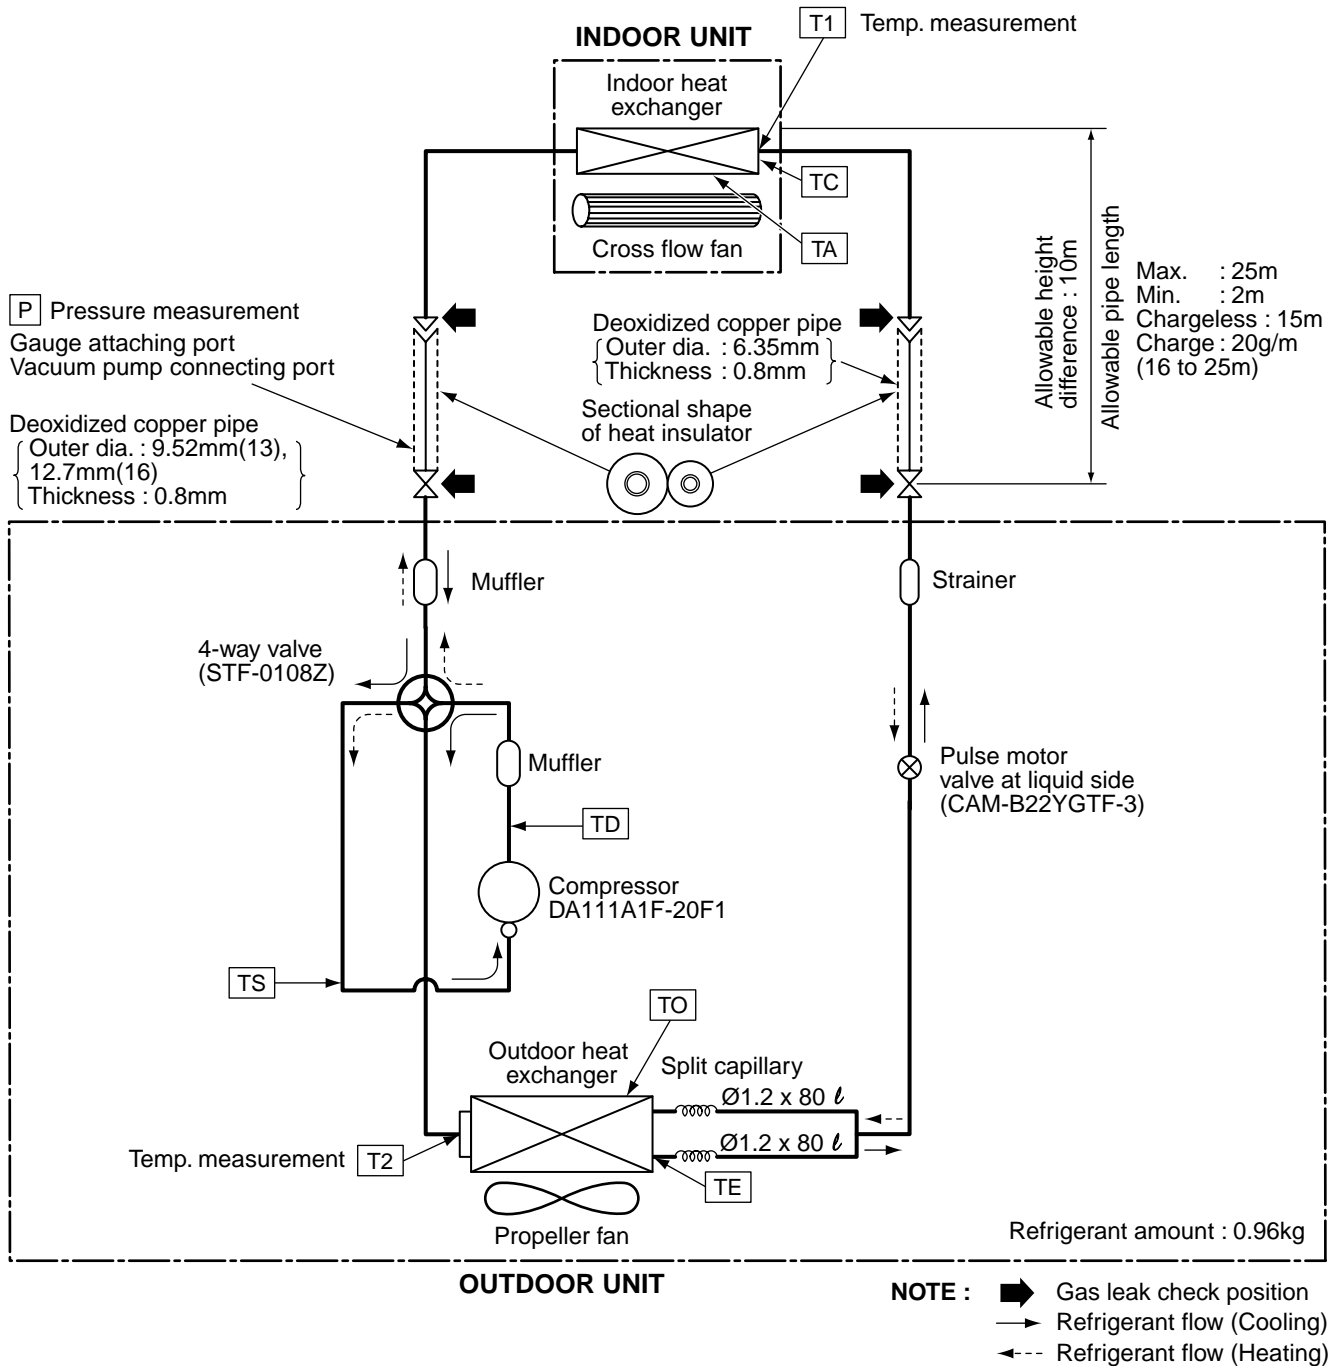 T1 Temp. measurement
INDOOR UNIT
Indoor heat
exchanger
TC
Cross flow fan
TA
Allowable height
difference : 10m
Allowable pipe length
Max. : 25m
Min. : 2m
Chargeless : 15m
Charge : 20g/m
(16 to 25m)
P Pressure measurement
Gauge attaching port
Vacuum pump connecting port
Deoxidized copper pipe
Outer dia. : 6.35mm
Thickness : 0.8mm
Sectional shape
of heat insulator
Deoxidized copper pipe
Outer dia. : 9.52mm(13),
12.7mm(16)
Thickness : 0.8mm
Muffler
Strainer
4-way valve
(STF-0108Z)
Muffler
Pulse motor
valve at liquid side
(CAM-B22YGTF-3)
TD
Compressor
DA111A1F-20F1
TS
TO
Outdoor heat
exchanger
Split capillary
Ø1.2 x 80 ℓ
Ø1.2 x 80 ℓ
Temp. measurement T2
TE
Propeller fan
Refrigerant amount : 0.96kg
OUTDOOR UNIT
NOTE : Gas leak check position
Refrigerant flow (Cooling)
Refrigerant flow (Heating)